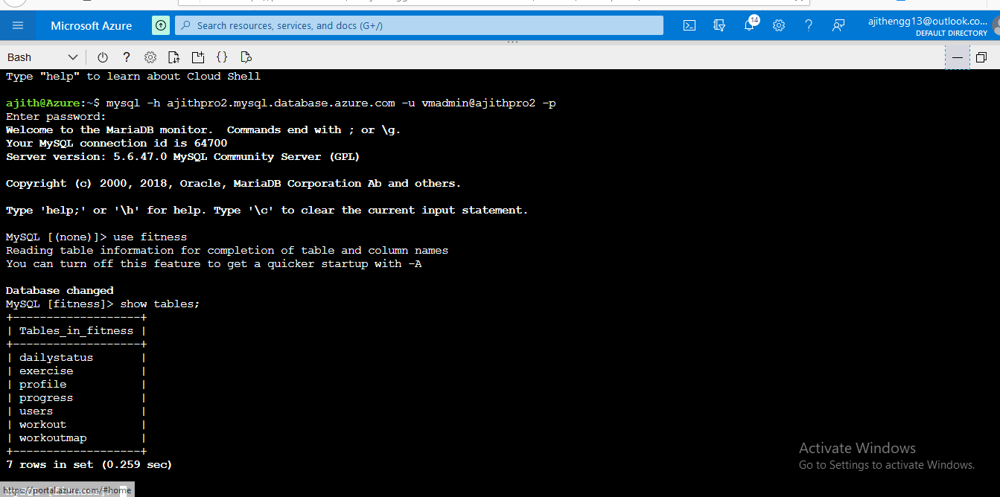 Microsoft Azure
Search resources, services, and docs (G+/)
14
ajithengg13@outlook.co...
DEFAULT DIRECTORY
Bash
Type "help" to learn about Cloud Shell
ajith@Azure:~$ mysql -h ajithpro2.mysql.database.azure.com -u vmadmin@ajithpro2 -p
Enter password:
Welcome to the MariaDB monitor.  Commands end with ; or \g.
Your MySQL connection id is 64700
Server version: 5.6.47.0 MySQL Community Server (GPL)
Copyright (c) 2000, 2018, Oracle, MariaDB Corporation Ab and others.
Type 'help;' or '\h' for help. Type '\c' to clear the current input statement.
MySQL [(none)]> use fitness
Reading table information for completion of table and column names
You can turn off this feature to get a quicker startup with -A
Database changed
MySQL [fitness]> show tables;
+-------------------+
| Tables_in_fitness |
+-------------------+
| dailystatus       |
| exercise          |
| profile           |
| progress          |
| users             |
| workout           |
| workoutmap        |
+-------------------+
7 rows in set (0.259 sec)
Activate Windows
Go to Settings to activate Windows.
https://portal.azure.com/#home